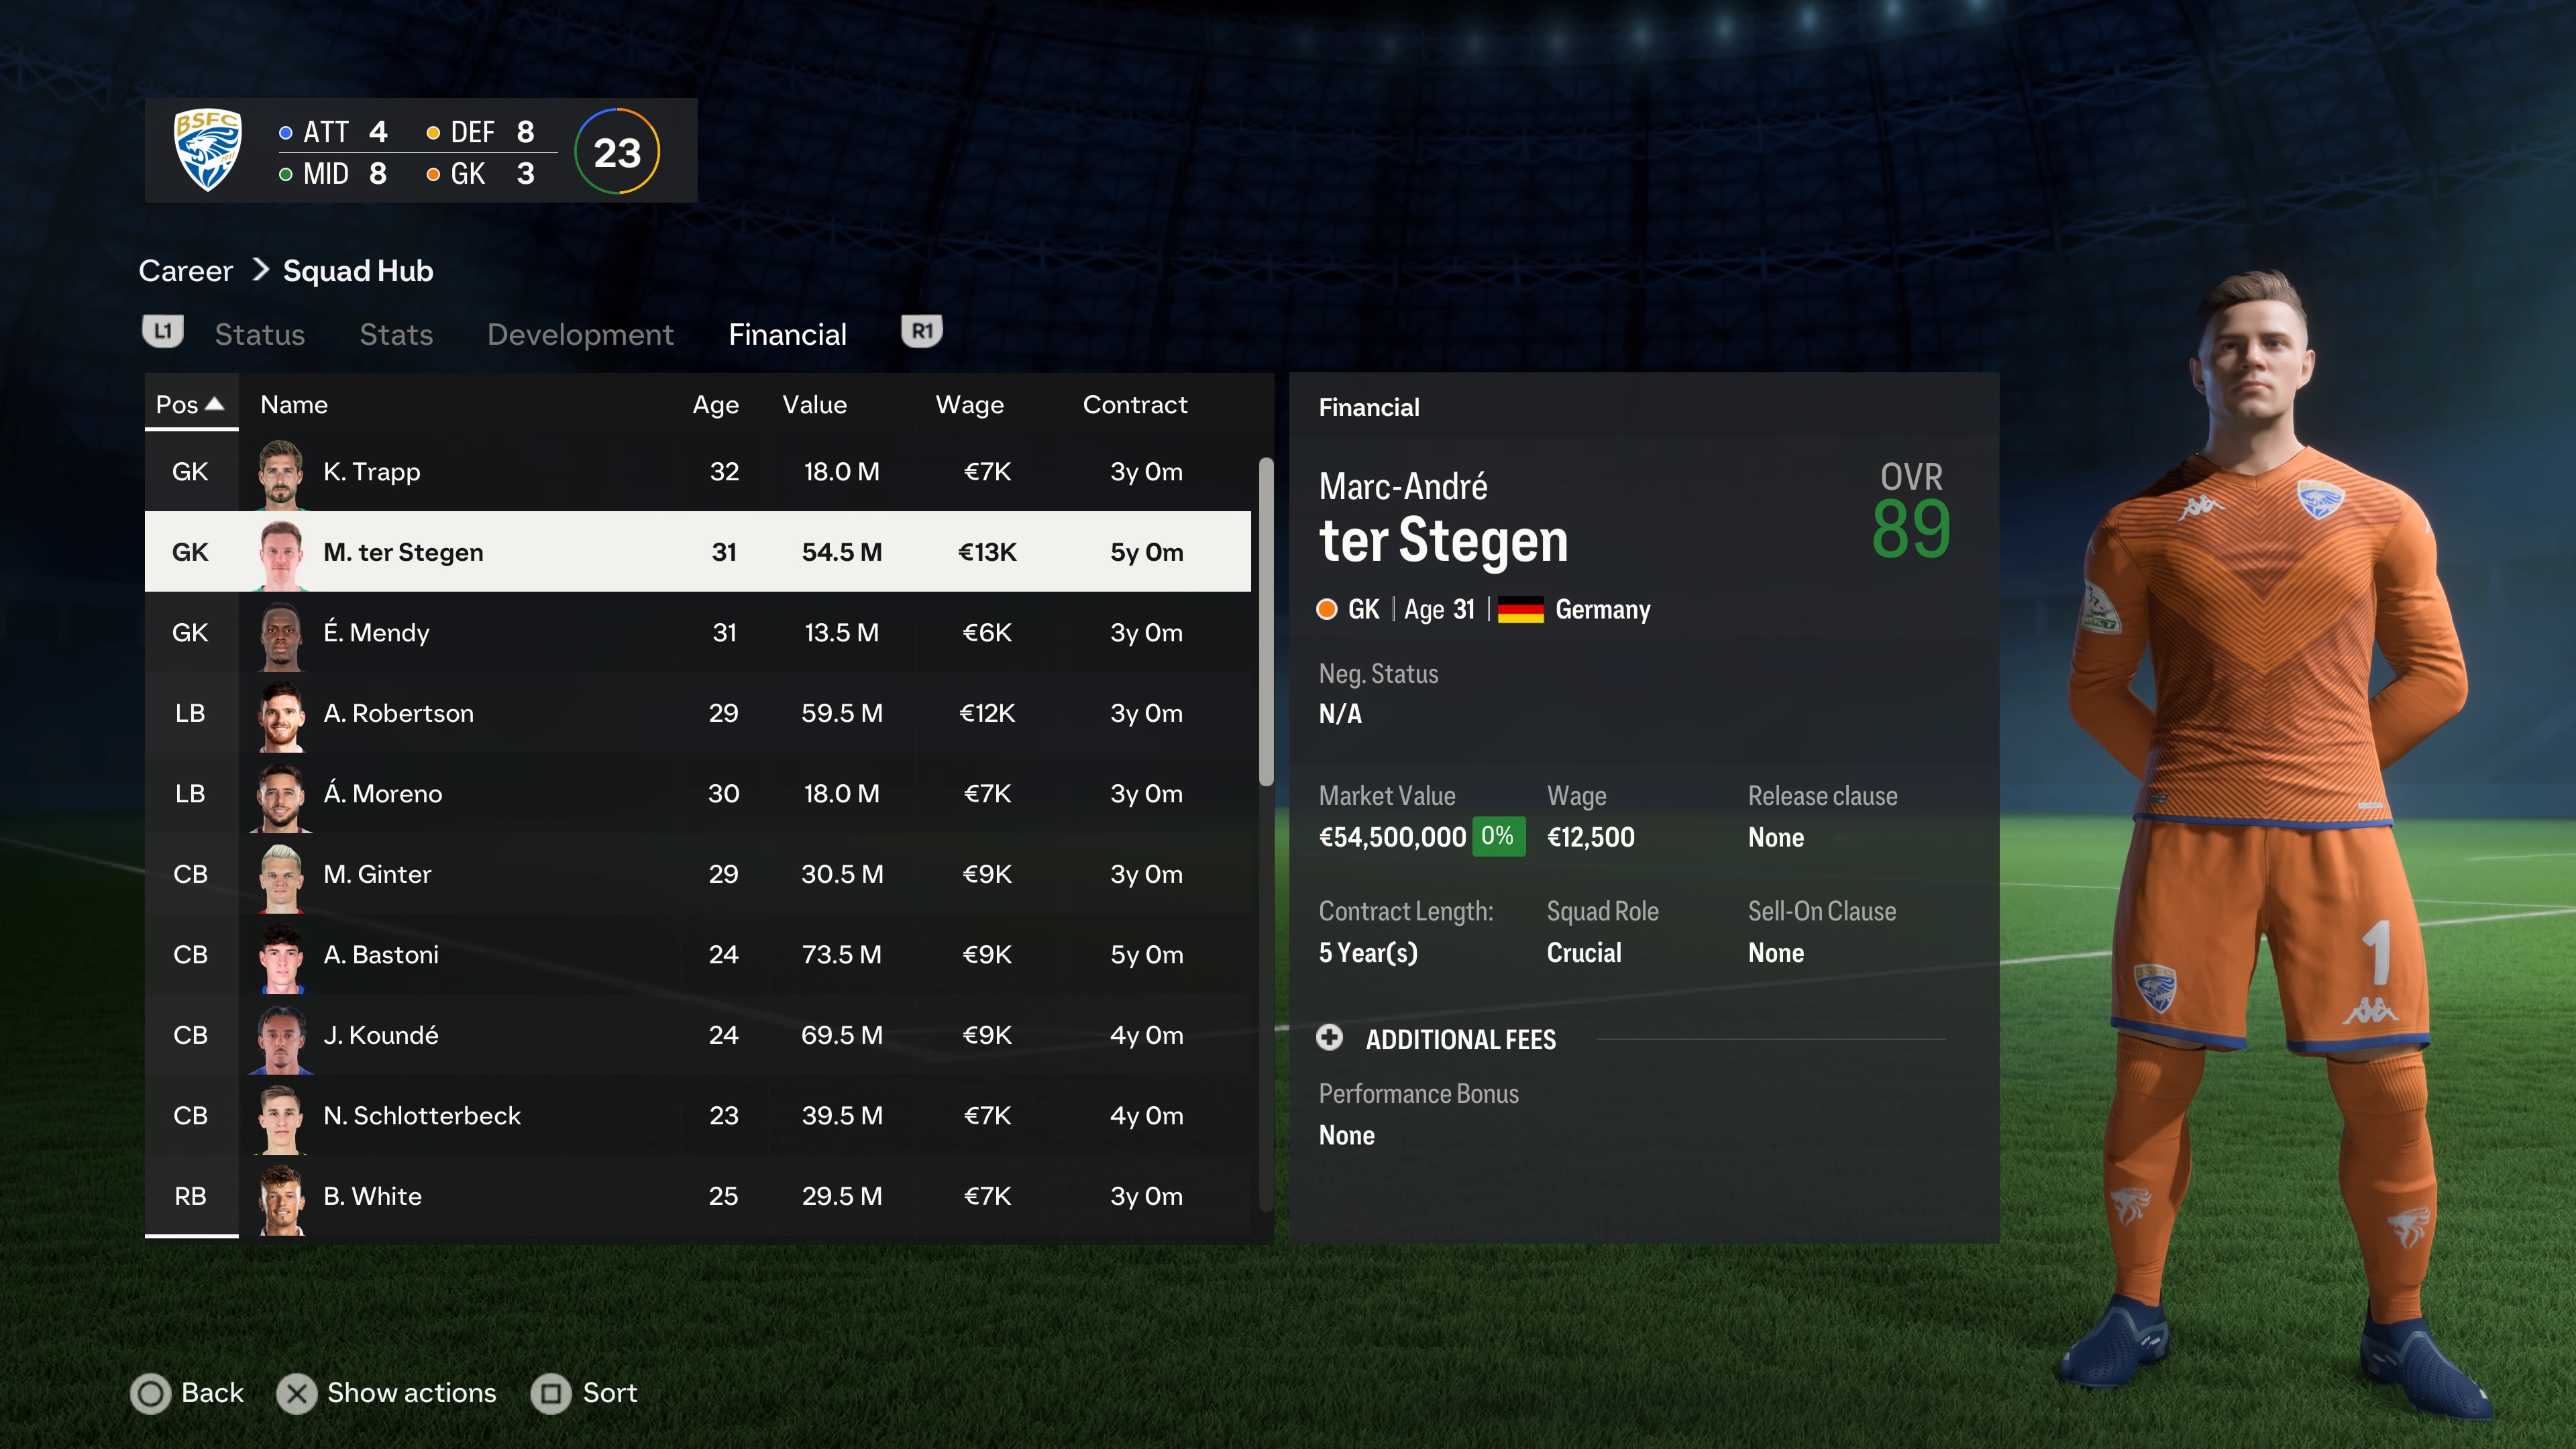 BSFC
ATT 4 DEF 8
MID 8 GK 3
23
Career > Squad Hub
L1 Status Stats Development Financial R1
Pos Name Age Value Wage Contract
GK K. Trapp 32 18.0 M €7K 3y 0m
GK M. ter Stegen 31 54.5 M €13K 5y 0m
GK É. Mendy 31 13.5 M €6K 3y 0m
LB A. Robertson 29 59.5 M €12K 3y 0m
LB Á. Moreno 30 18.0 M €7K 3y 0m
CB M. Ginter 29 30.5 M €9K 3y 0m
CB A. Bastoni 24 73.5 M €9K 5y 0m
CB J. Koundé 24 69.5 M €9K 4y 0m
CB N. Schlotterbeck 23 39.5 M €7K 4y 0m
RB B. White 25 29.5 M €7K 3y 0m
Financial
Marc-André
ter Stegen
OVR
89
GK | Age 31 | Germany
Neg. Status
N/A
Market Value Wage Release clause
€54,500,000 0% €12,500 None
Contract Length: Squad Role Sell-On Clause
5 Year(s) Crucial None
ADDITIONAL FEES
Performance Bonus
None
BSFC
1
BSFC
Back Show actions Sort